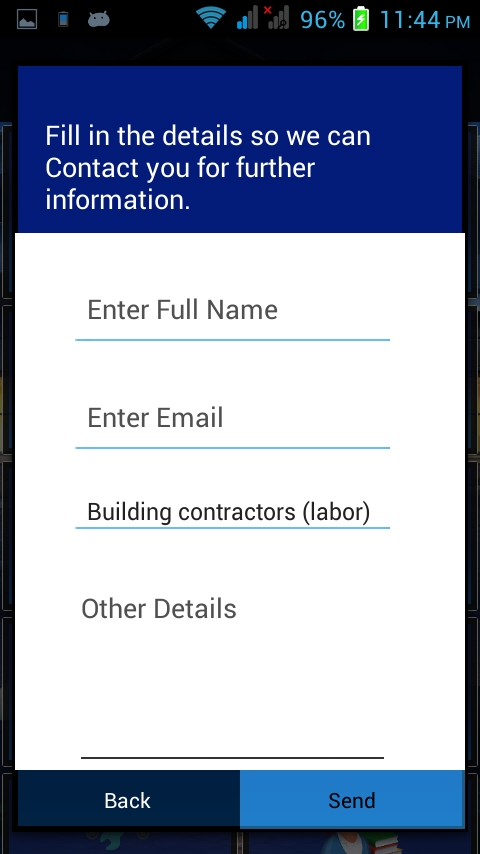 96% 11:44 PM
Fill in the details so we can
Contact you for further
information.
Enter Full Name
Enter Email
Building contractors (labor)
Other Details
Back Send